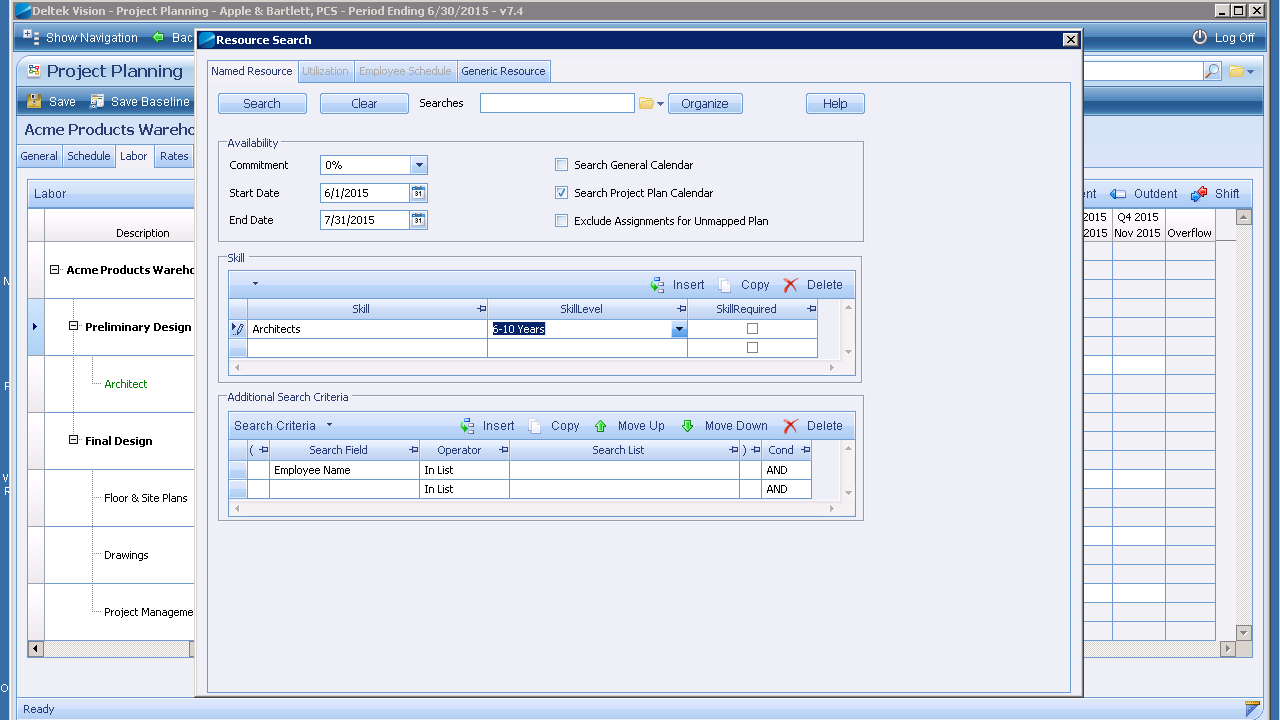 Deltek Vision - Project Planning - Apple & Bartlett, PCS - Period Ending 6/30/2015 - v7.4
Show Navigation Bac Log Off
Project Planning
Save Save Baseline
Acme Products Wareho
General Schedule Labor Rates
Labor
Outdent Shift
Description
2015 Q4 2015
2015 Nov 2015 Overflow
Acme Products Wareho
Preliminary Design
Architect
Final Design
Floor & Site Plans
Drawings
Project Manageme
Ready
Resource Search
Named Resource Utilization Employee Schedule Generic Resource
Search Clear Searches Organize Help
Availability
Commitment 0% Search General Calendar
Start Date 6/1/2015 31 Search Project Plan Calendar
End Date 7/31/2015 31 Exclude Assignments for Unmapped Plan
Skill
Insert Copy Delete
Skill SkillLevel SkillRequired
Architects 6-10 Years
Additional Search Criteria
Search Criteria Insert Copy Move Up Move Down Delete
( Search Field Operator Search List ) Cond
Employee Name In List AND
In List AND